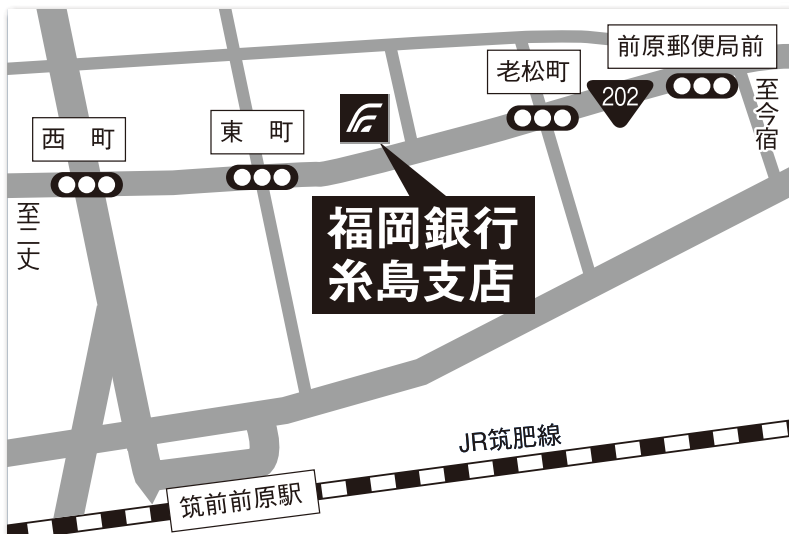 前原郵便局前
老松町
202
至今宿
東 町
西 町
至二丈
福岡銀行
糸島支店
JR筑肥線
筑前前原駅